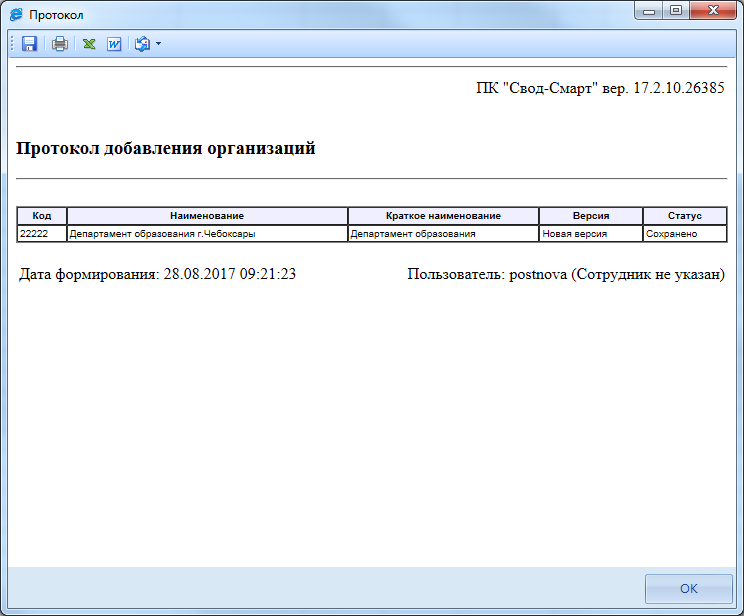 Протокол
ПК "Свод-Смарт" вер. 17.2.10.26385
Протокол добавления организаций
Код Наименование Краткое наименование Версия Статус
22222 Департамент образования г.Чебоксары Департамент образования Новая версия Сохранено
Дата формирования: 28.08.2017 09:21:23 Пользователь: postnova (Сотрудник не указан)
OK